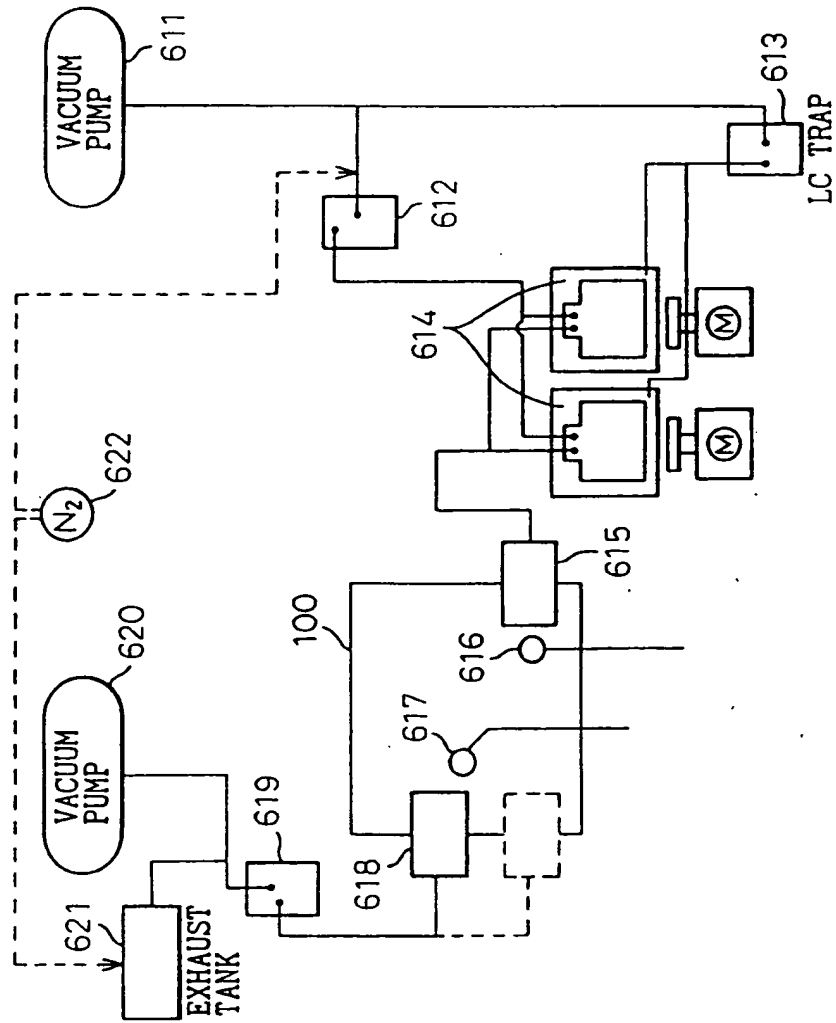 VACUUM
PUMP
620
621
EXHAUST
TANK
619
618
617
616
100
615
N₂
622
VACUUM
PUMP
611
612
614
M
M
613
LC TRAP